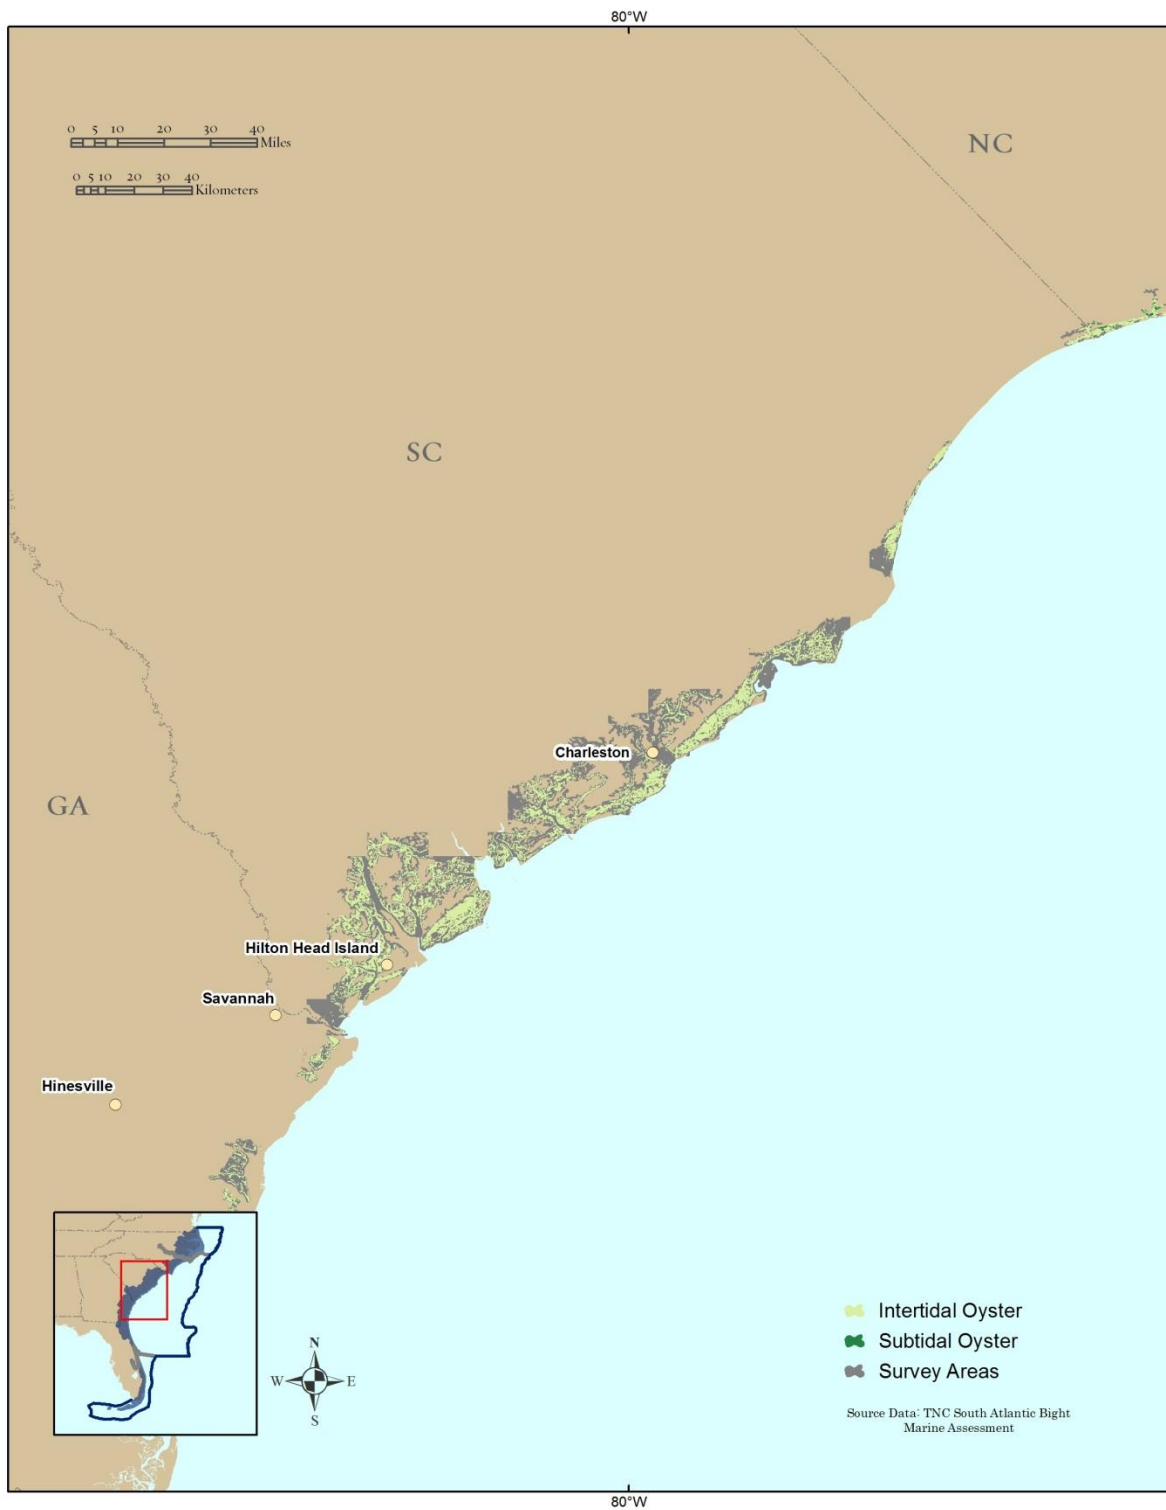 80°W
0 5 10 20 30 40
Miles
0 5 10 20 30 40
Kilometers
NC
SC
Charleston
GA
Hilton Head Island
Savannah
Hinesville
N
W E
S
Intertidal Oyster
Subtidal Oyster
Survey Areas
Source Data: TNC South Atlantic Bight
Marine Assessment
80°W